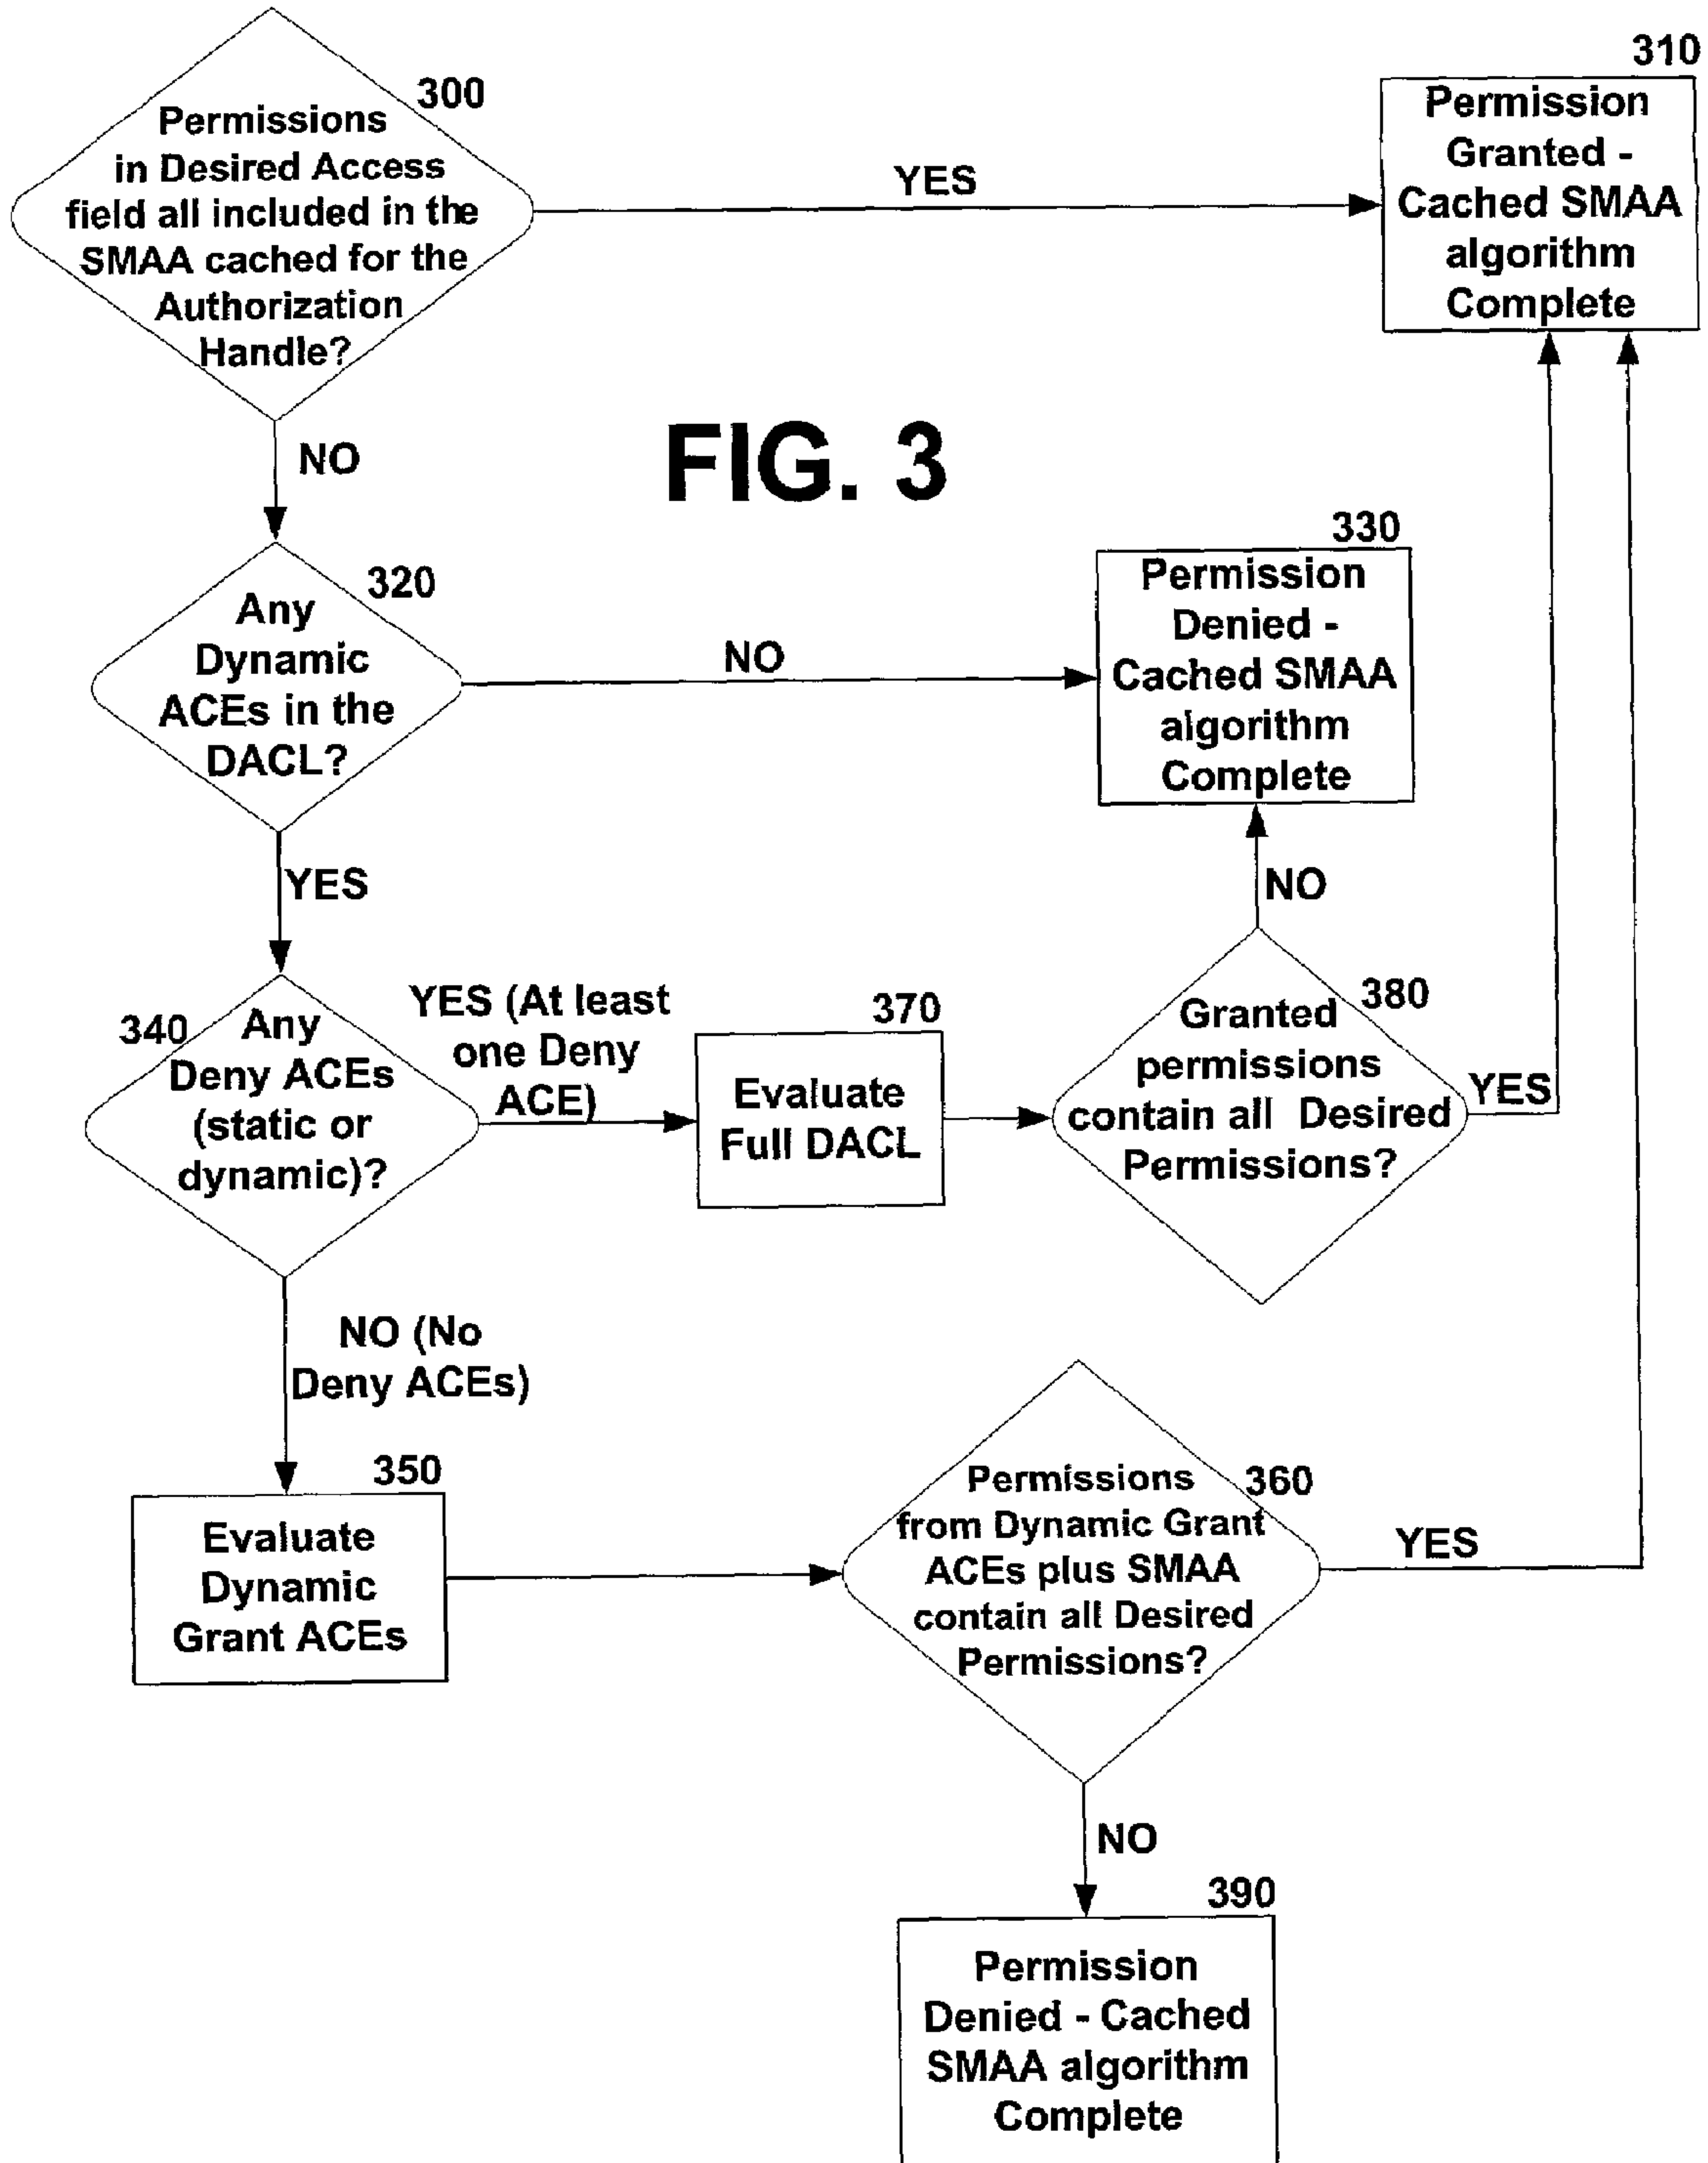 300
Permissions
in Desired Access
field all included in the
SMAA cached for the
Authorization
Handle?
YES
310
Permission
Granted -
Cached SMAA
algorithm
Complete
NO
FIG. 3
320
Any
Dynamic
ACEs in the
DACL?
NO
330
Permission
Denied -
Cached SMAA
algorithm
Complete
YES
340
Any
Deny ACEs
(static or
dynamic)?
YES (At least
one Deny
ACE)
370
Evaluate
Full DACL
380
Granted
permissions
contain all Desired
Permissions?
NO
YES
NO (No
Deny ACEs)
350
Evaluate
Dynamic
Grant ACEs
360
Permissions
from Dynamic Grant
ACEs plus SMAA
contain all Desired
Permissions?
YES
NO
390
Permission
Denied - Cached
SMAA algorithm
Complete